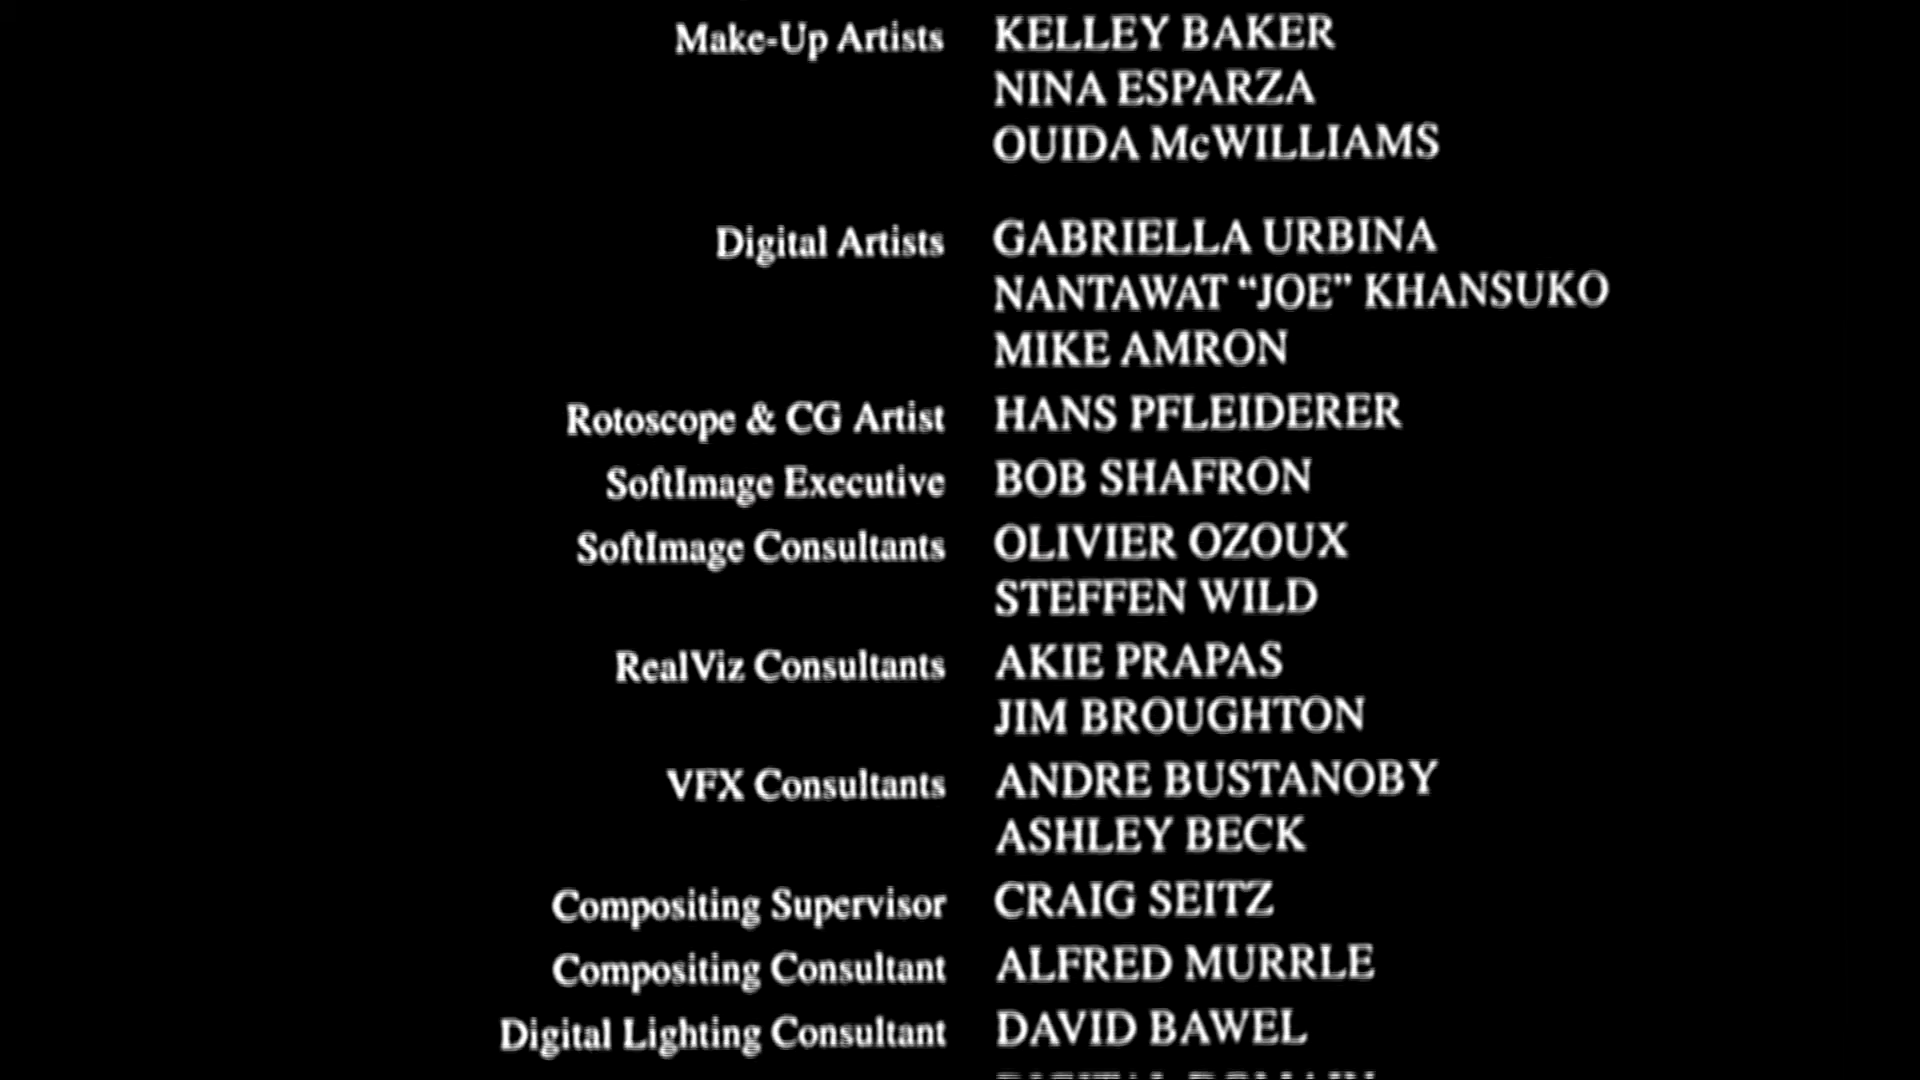 Make-Up Artists KELLEY BAKER
NINA ESPARZA
OUIDA McWILLIAMS
Digital Artists GABRIELLA URBINA
NANTAWAT “JOE” KHANSUKO
MIKE AMRON
Rotoscope & CG Artist HANS PFLEIDERER
SoftImage Executive BOB SHAFRON
SoftImage Consultants OLIVIER OZOUX
STEFFEN WILD
RealViz Consultants AKIE PRAPAS
JIM BROUGHTON
VFX Consultants ANDRE BUSTANOBY
ASHLEY BECK
Compositing Supervisor CRAIG SEITZ
Compositing Consultant ALFRED MURRLE
Digital Lighting Consultant DAVID BAWEL